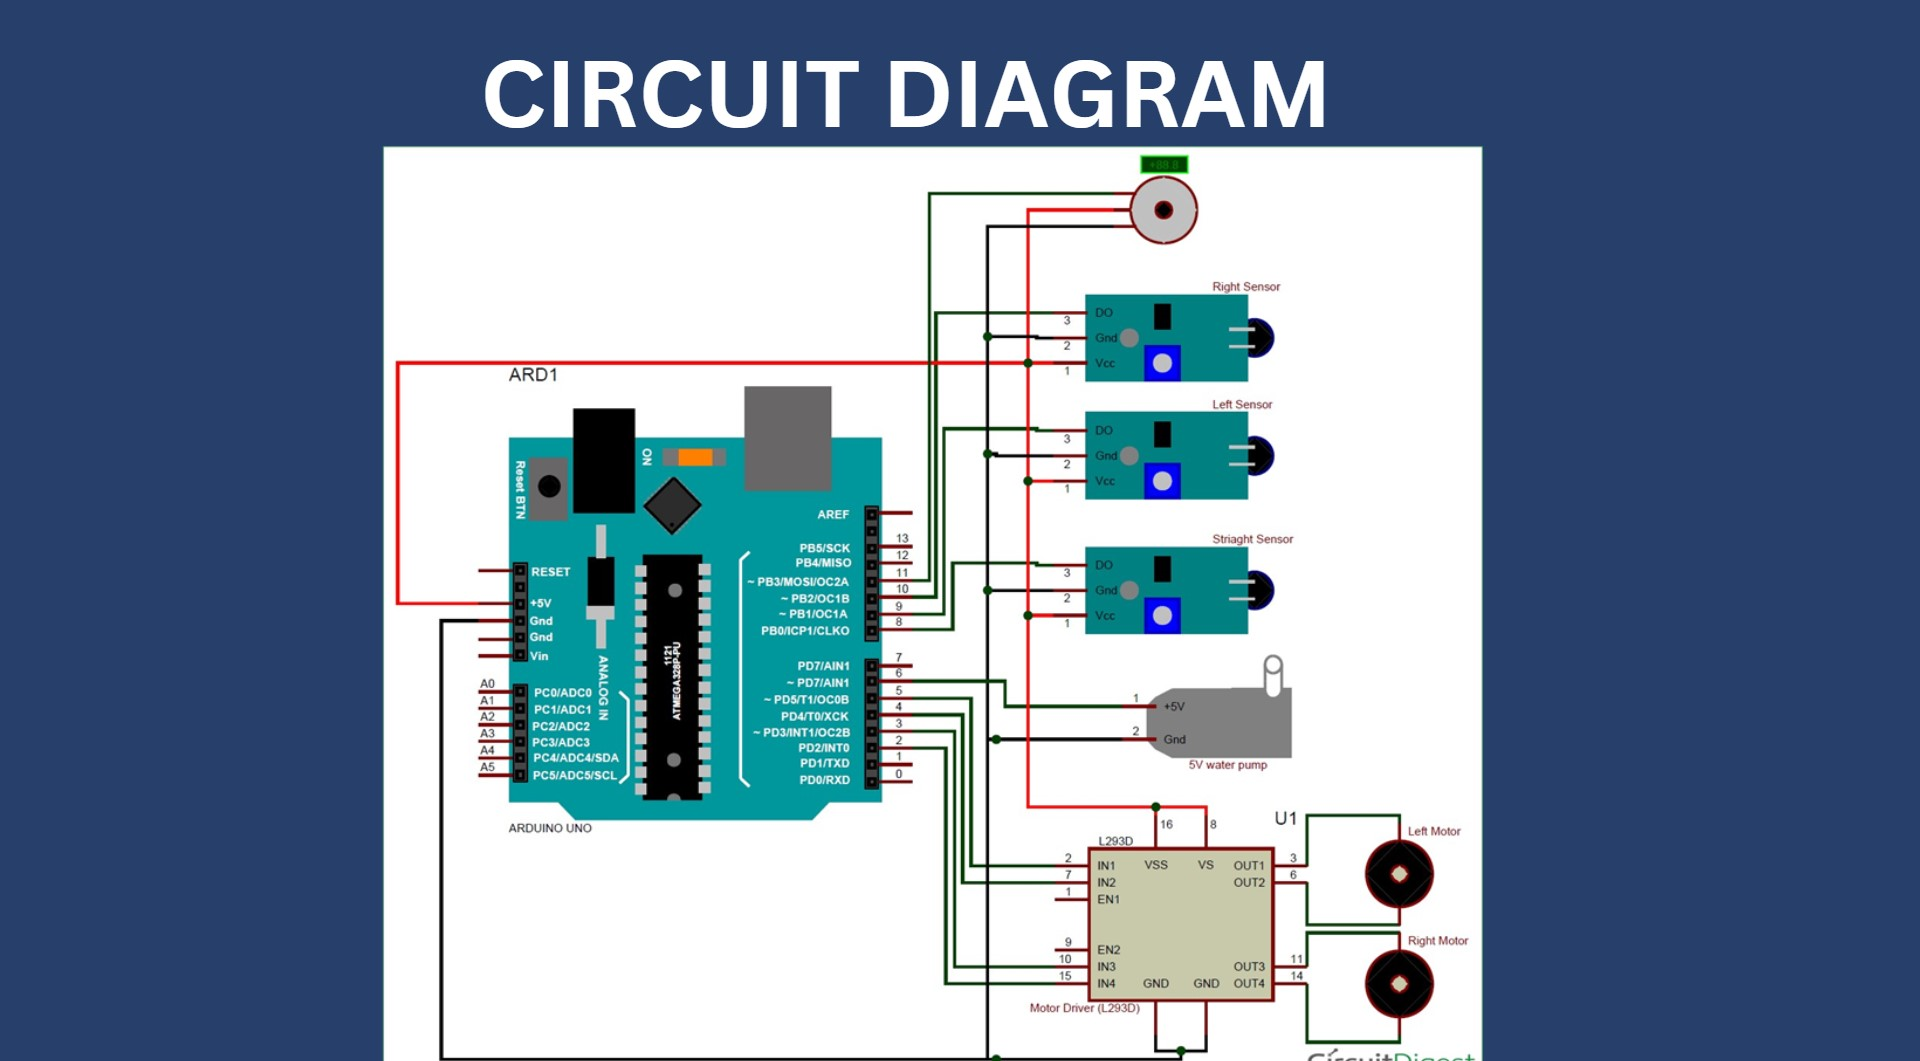 CIRCUIT DIAGRAM
+88.8
Right Sensor
DO
3
Gnd
2
Vcc
1
ARD1
Left Sensor
DO
3
Gnd
2
Vcc
1
Reset BTN
ON
AREF
13
PB5/SCK
12
PB4/MISO
11
~ PB3/MOSI/OC2A
10
~ PB2/OC1B
9
~ PB1/OC1A
8
PB0/ICP1/CLKO
Striaght Sensor
DO
3
Gnd
2
Vcc
1
RESET
+5V
Gnd
Gnd
Vin
ANALOG IN
1121
ATMEGA328P-PU
A0
PC0/ADC0
A1
PC1/ADC1
A2
PC2/ADC2
A3
PC3/ADC3
A4
PC4/ADC4/SDA
A5
PC5/ADC5/SCL
7
PD7/AIN1
6
~ PD7/AIN1
5
~ PD5/T1/OC0B
4
PD4/T0/XCK
3
~ PD3/INT1/OC2B
2
PD2/INT0
1
PD1/TXD
0
PD0/RXD
ARDUINO UNO
1
+5V
2
Gnd
5V water pump
16
8
U1
L293D
Left Motor
2
IN1
VSS
VS
OUT1
3
7
IN2
OUT2
6
1
EN1
9
EN2
Right Motor
10
IN3
OUT3
11
15
IN4
GND
GND
OUT4
14
Motor Driver (L293D)
CircuitDigest